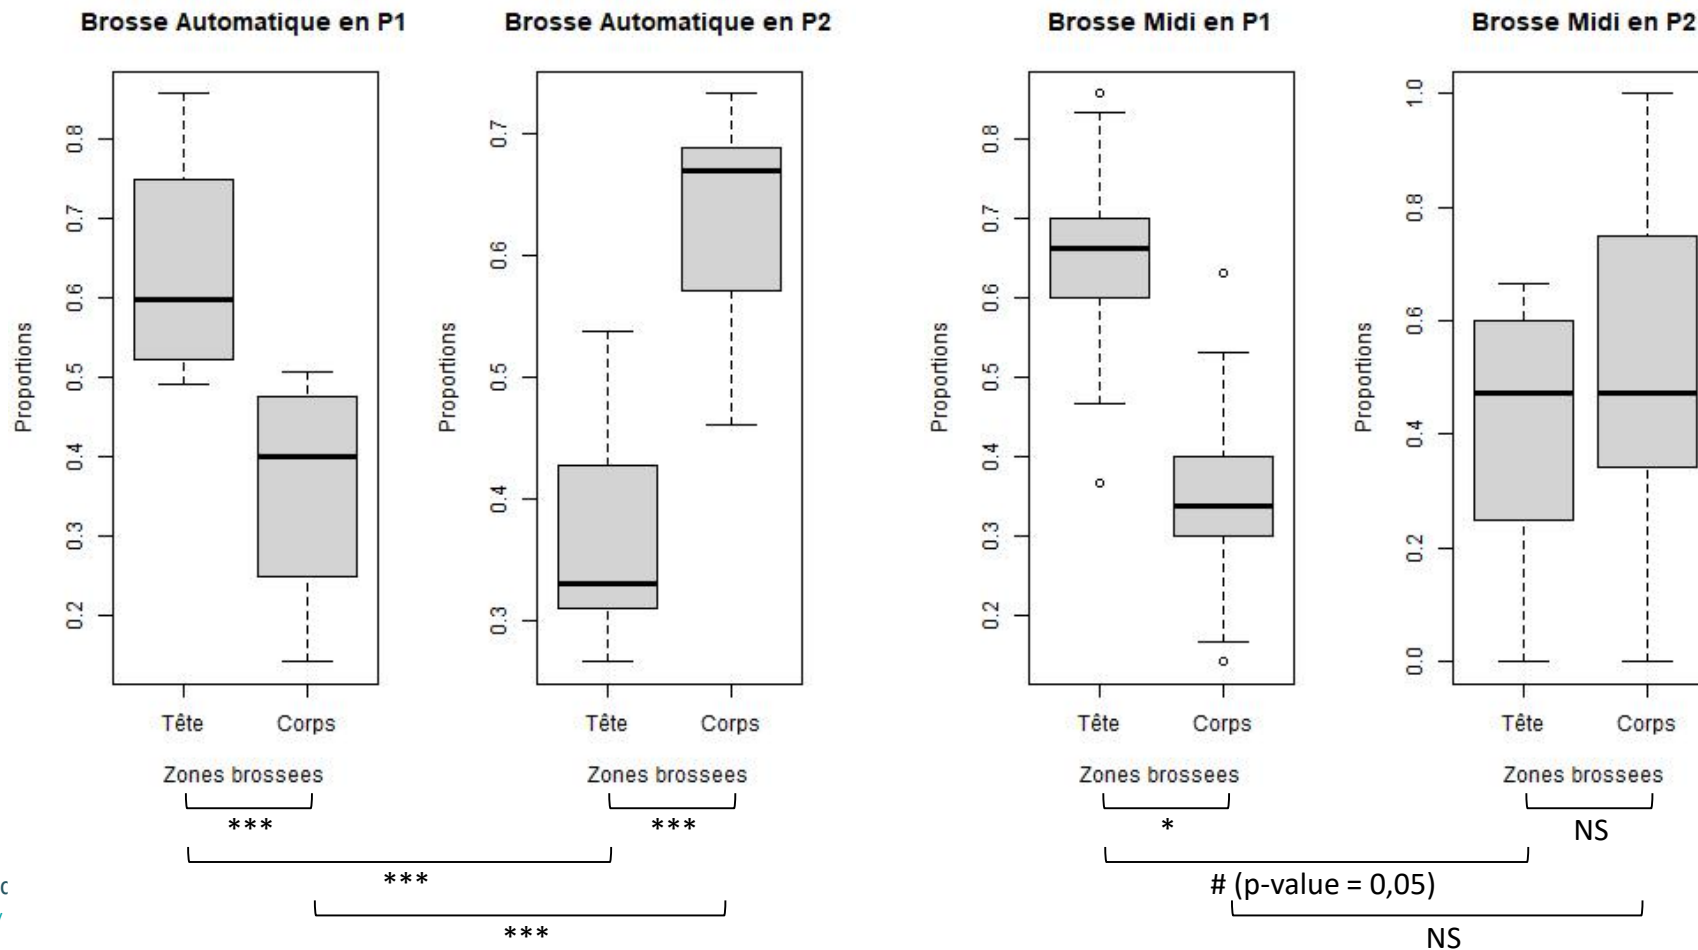 Brosse Automatique en P1
Proportions
0.8
0.7
0.6
0.5
0.4
0.3
0.2
Tête Corps
Zones brossees
Brosse Automatique en P2
Proportions
0.7
0.6
0.5
0.4
0.3
Tête Corps
Zones brossees
Brosse Midi en P1
Proportions
0.8
0.7
0.6
0.5
0.4
0.3
0.2
Tête Corps
Zones brossees
Brosse Midi en P2
Proportions
1.0
0.8
0.6
0.4
0.2
0.0
Tête Corps
Zones brossees
*** *** * NS
*** # (p-value = 0,05)
*** NS